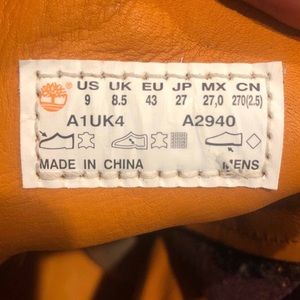 US UK EU JP MX CN
9 8.5 43 27 27,0 270(2.5)
A1UK4 A2940
MADE IN CHINA MENS